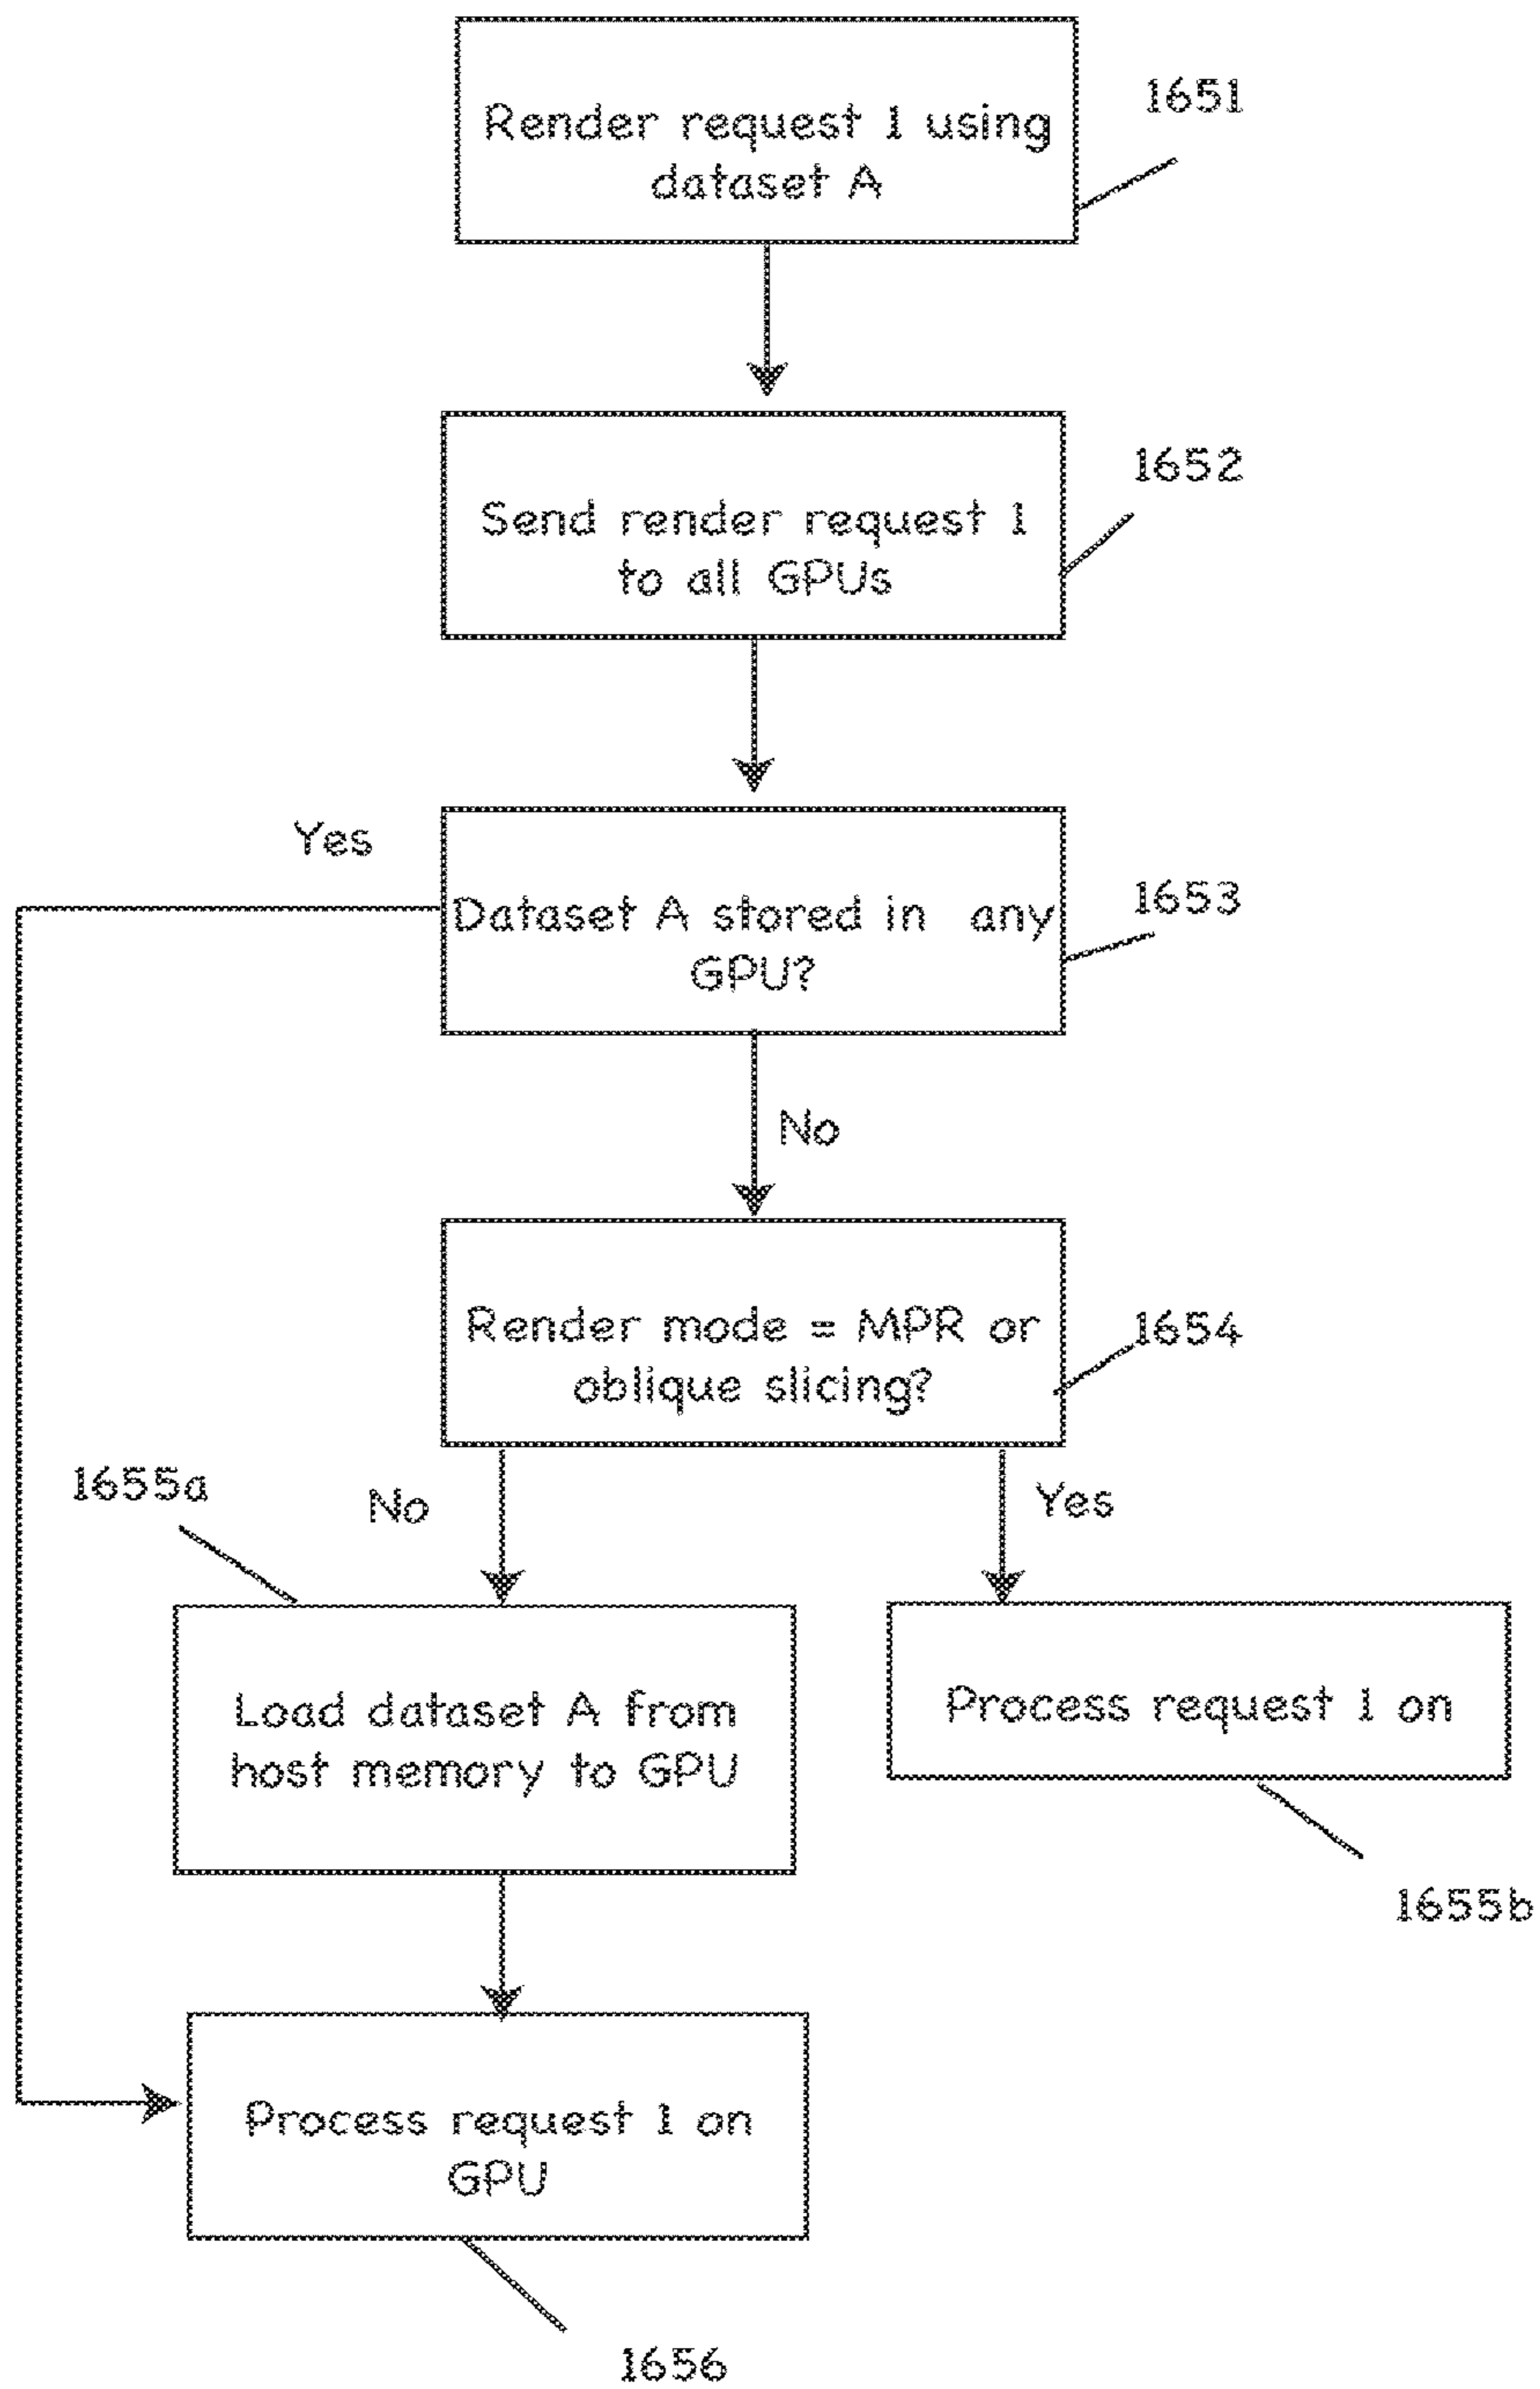 Render request 1 using
dataset A
1651
Send render request 1
to all GPUs
1652
Yes
Dataset A stored in any
GPU?
1653
No
Render mode = MPR or
oblique slicing?
1654
1655a
No
Yes
Load dataset A from
host memory to GPU
Process request 1 on
1655b
Process request 1 on
GPU
1656